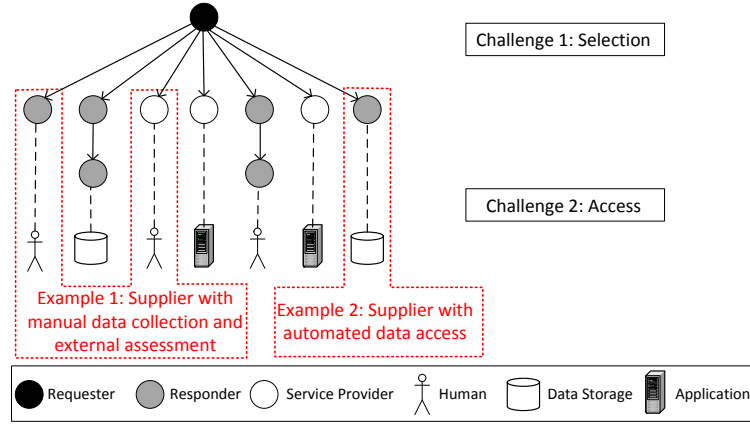 Challenge 1: Selection
Challenge 2: Access
Example 1: Supplier with
manual data collection and
external assessment
Example 2: Supplier with
automated data access
Requester
Responder
Service Provider
Human
Data Storage
Application